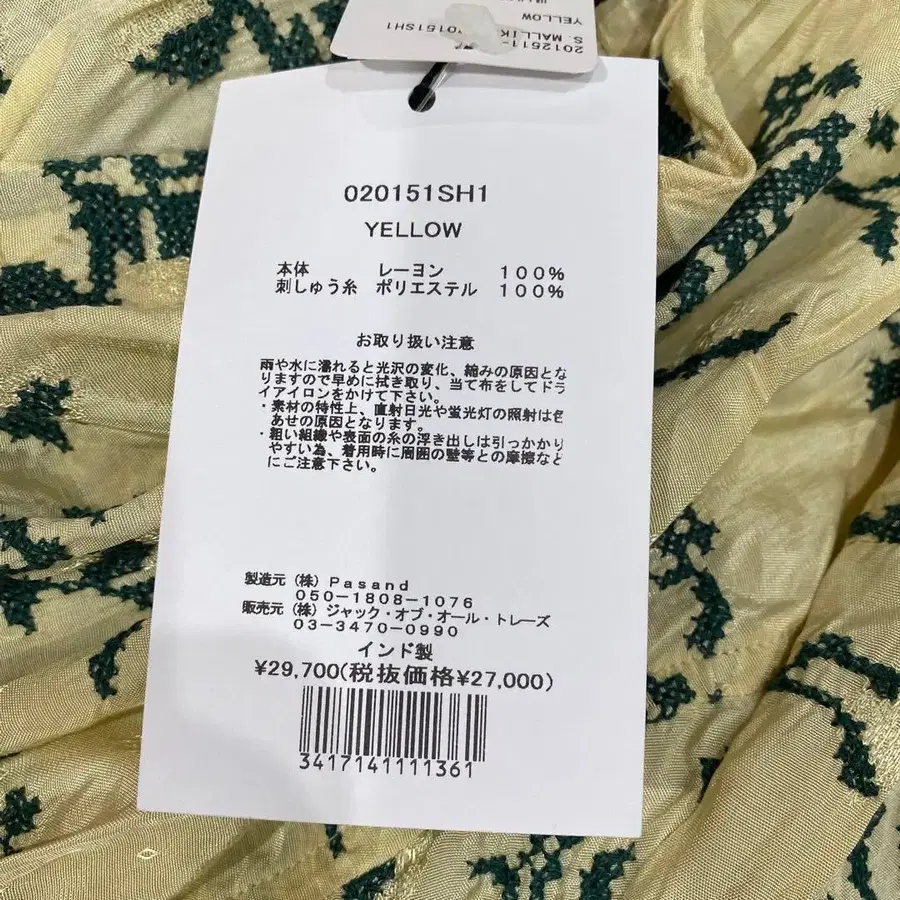 2012511-
S. MALLIK
YELLOW
020151SH1
YELLOW
本体 レーヨン 100%
刺しゅう糸 ポリエステル 100%
お取り扱い注意
雨や水に濡れると光沢の変化、縮みの原因とな
りますので早めに拭き取り、当て布をしてドラ
イアイロンをかけて下さい。
・素材の特性上、直射日光や蛍光灯の照射は色
あせの原因となります。
・粗い組織や表面の糸の浮き出しは引っかかり
やすい為、着用時に周囲の壁等との摩擦など
にご注意下さい。
製造元 (株) Pasand
050-1808-1076
販売元 (株) ジャック・オブ・オール・トレーズ
03-3470-0990
インド製
¥29,700(税抜価格¥27,000)
3417141111361